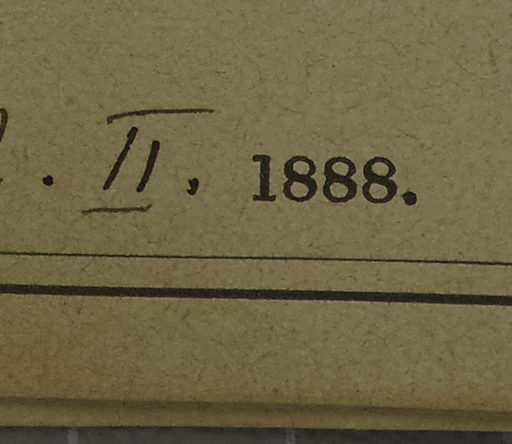 . II, 1888.